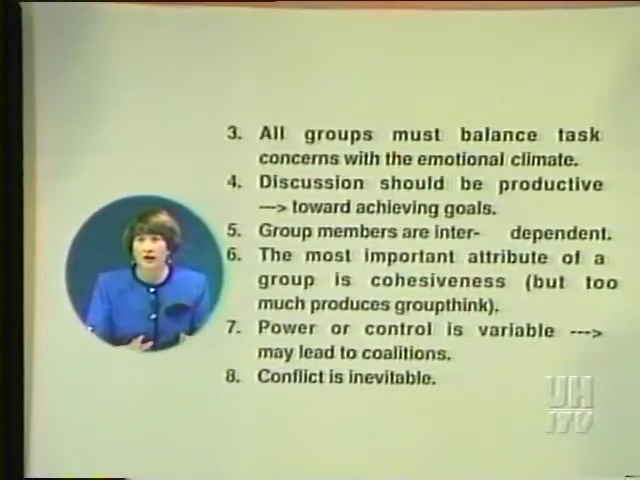 3. All groups must balance task
concerns with the emotional climate.
4. Discussion should be productive
---> toward achieving goals.
5. Group members are inter- dependent.
6. The most important attribute of a
group is cohesiveness (but too
much produces groupthink).
7. Power or control is variable --->
may lead to coalitions.
8. Conflict is inevitable.
UH
ITV